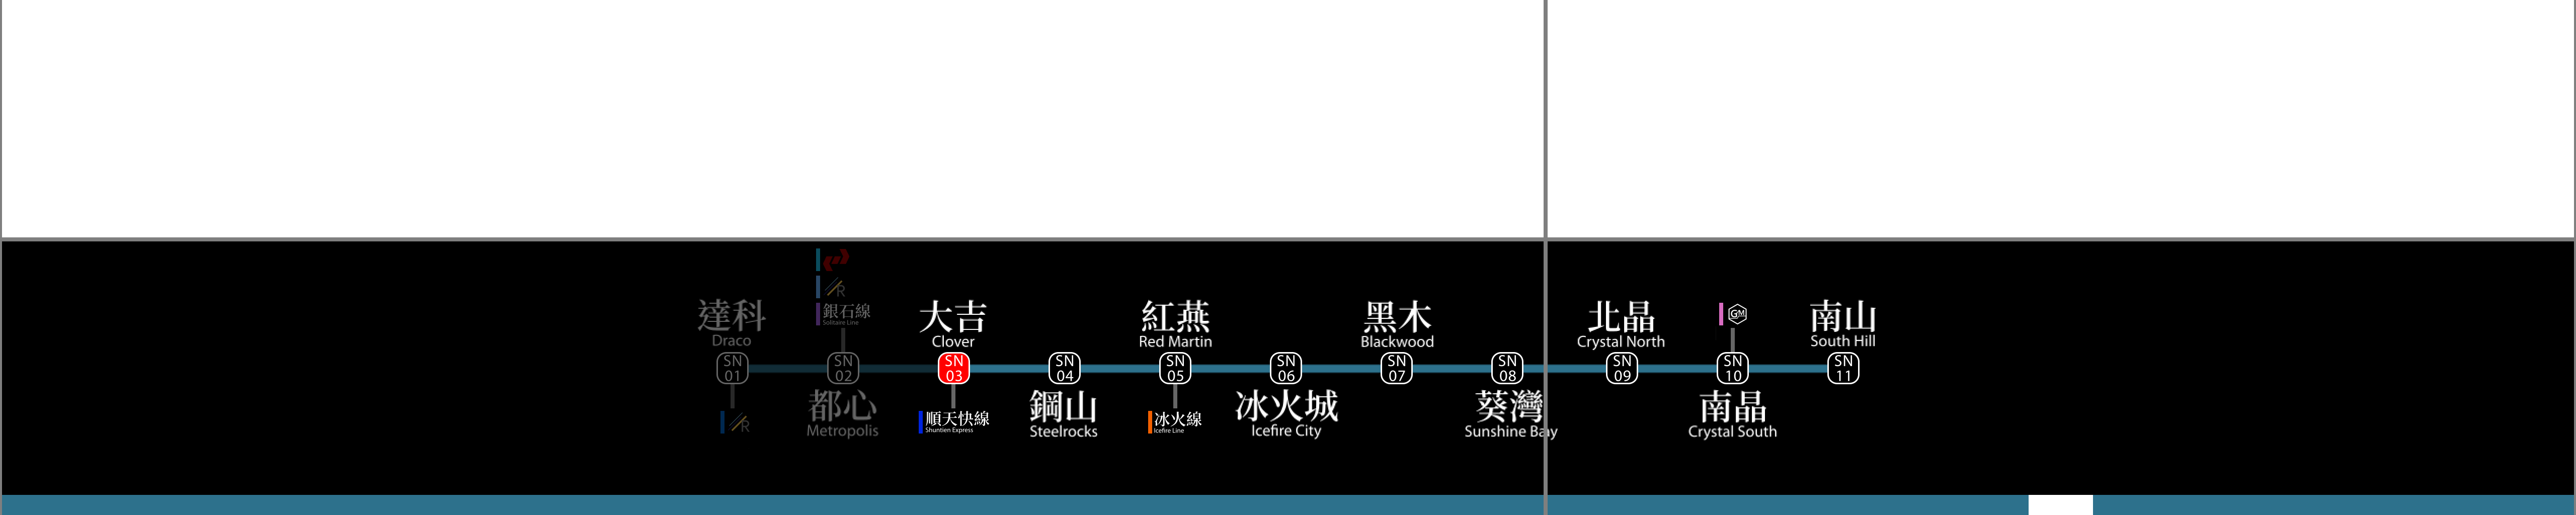 達科
Draco
SN
01
R
R
銀石線
Solitaire Line
SN
02
都心
Metropolis
大吉
Clover
SN
03
順天快線
Shuntien Express
SN
04
鋼山
Steelrocks
紅燕
Red Martin
SN
05
冰火線
Icefire Line
SN
06
冰火城
Icefire City
黑木
Blackwood
SN
07
SN
08
葵灣
Sunshine Bay
北晶
Crystal North
SN
09
GM
SN
10
南晶
Crystal South
南山
South Hill
SN
11